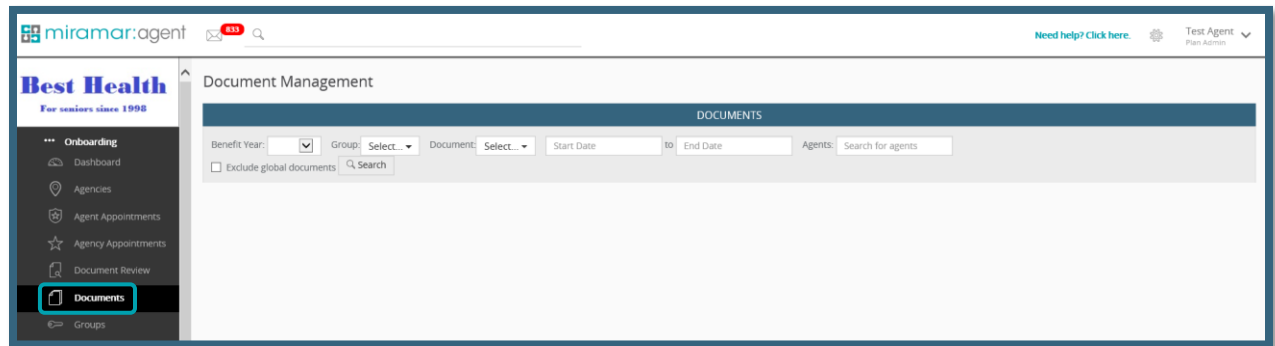 miramar:agent
833
Need help? Click here.
Test Agent
Plan Admin
Best Health
For seniors since 1998
Document Management
DOCUMENTS
Benefit Year: Group: Select... Document: Select... Start Date to End Date Agents: Search for agents
Exclude global documents Search
Onboarding
Dashboard
Agencies
Agent Appointments
Agency Appointments
Document Review
Documents
Groups